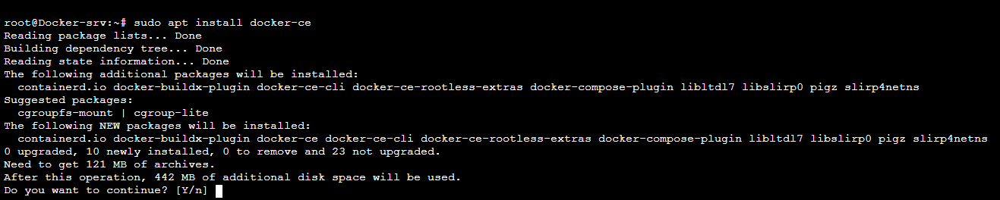 root@Docker-srv:~# sudo apt install docker-ce
Reading package lists... Done
Building dependency tree... Done
Reading state information... Done
The following additional packages will be installed:
  containerd.io docker-buildx-plugin docker-ce-cli docker-ce-rootless-extras docker-compose-plugin libltdl7 libslirp0 pigz slirp4netns
Suggested packages:
  cgroupfs-mount | cgroup-lite
The following NEW packages will be installed:
  containerd.io docker-buildx-plugin docker-ce docker-ce-cli docker-ce-rootless-extras docker-compose-plugin libltdl7 libslirp0 pigz slirp4netns
0 upgraded, 10 newly installed, 0 to remove and 23 not upgraded.
Need to get 121 MB of archives.
After this operation, 442 MB of additional disk space will be used.
Do you want to continue? [Y/n]